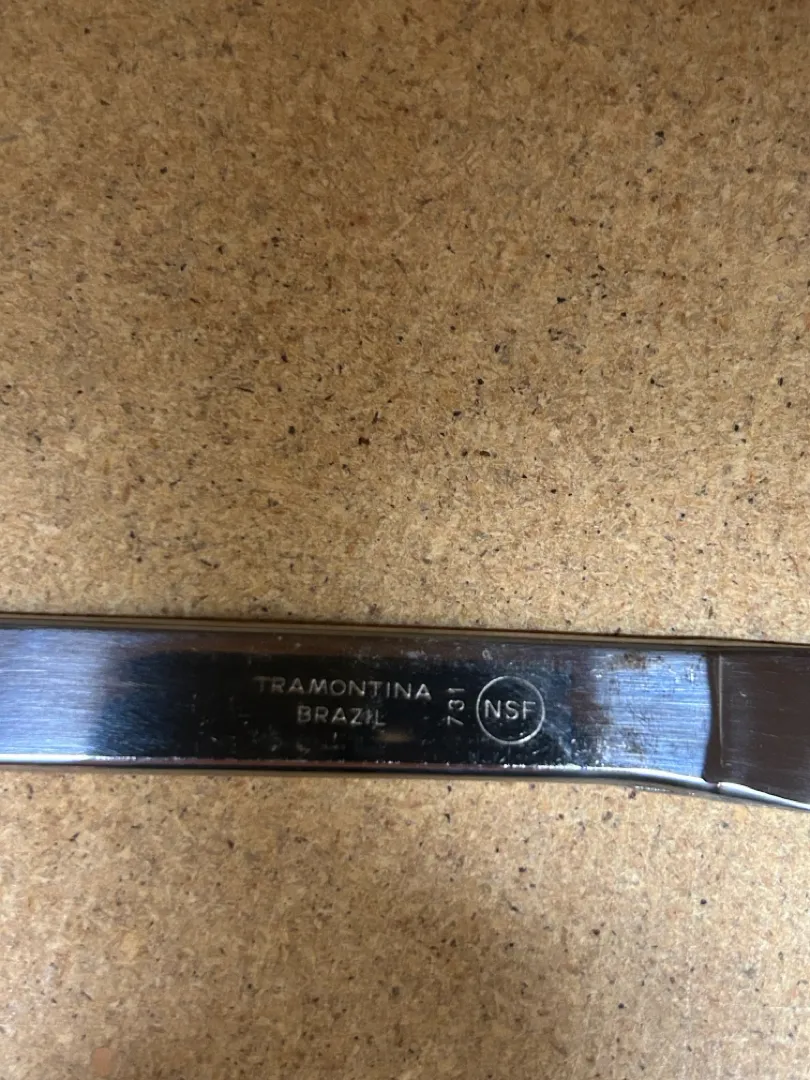 TRAMONTINA
BRAZIL
731
NSF